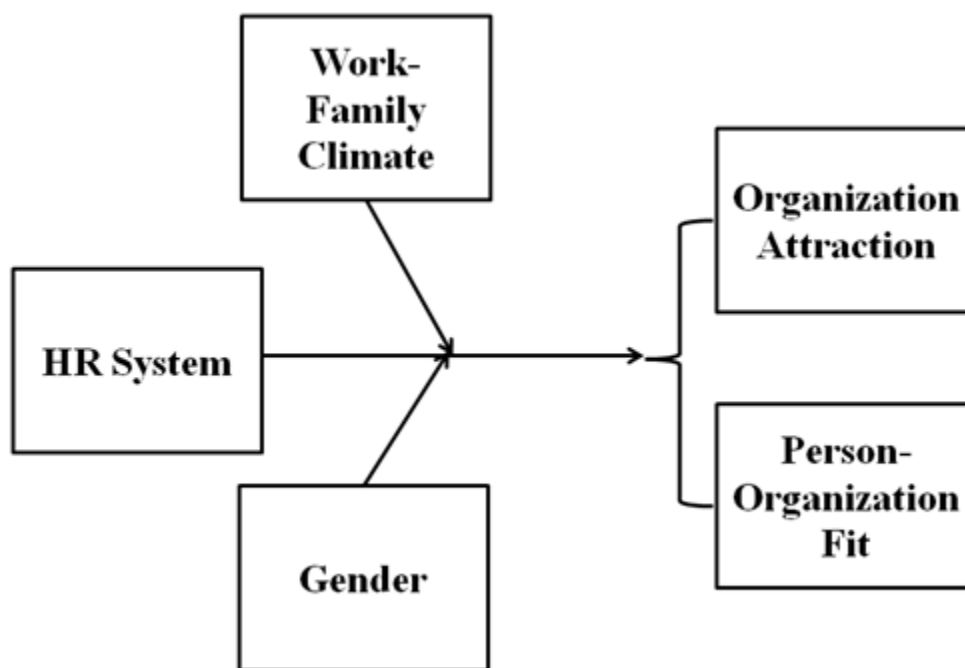 Work-
Family
Climate
Organization
Attraction
HR System
Person-
Organization
Fit
Gender